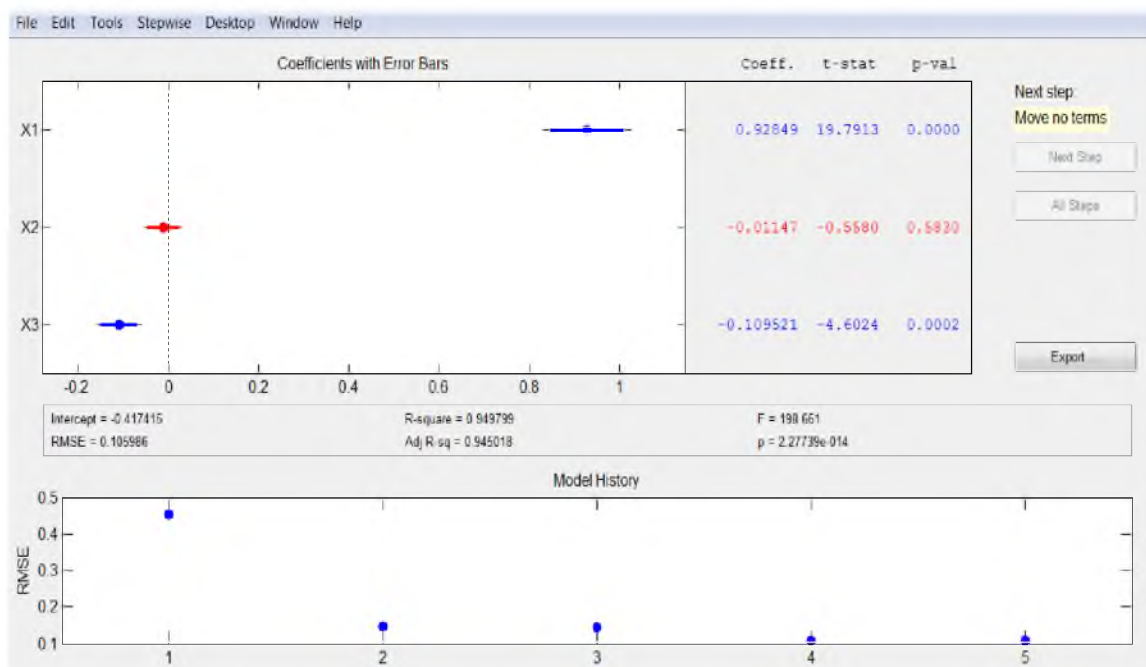 File Edit Tools Stepwise Desktop Window Help
Coefficients with Error Bars
Coeff. t-stat p-val
X1
0.92849 19.7913 0.0000
X2
-0.01147 -0.5580 0.5830
X3
-0.109521 -4.6024 0.0002
-0.2 0 0.2 0.4 0.6 0.8 1
Next step:
Move no terms
Next Step
All Steps
Export
Intercept = -0.417415 R-square = 0.949799 F = 198.661
RMSE = 0.105986 Adj R-sq = 0.945018 p = 2.27739e-014
Model History
RMSE
0.5
0.4
0.3
0.2
0.1
1 2 3 4 5